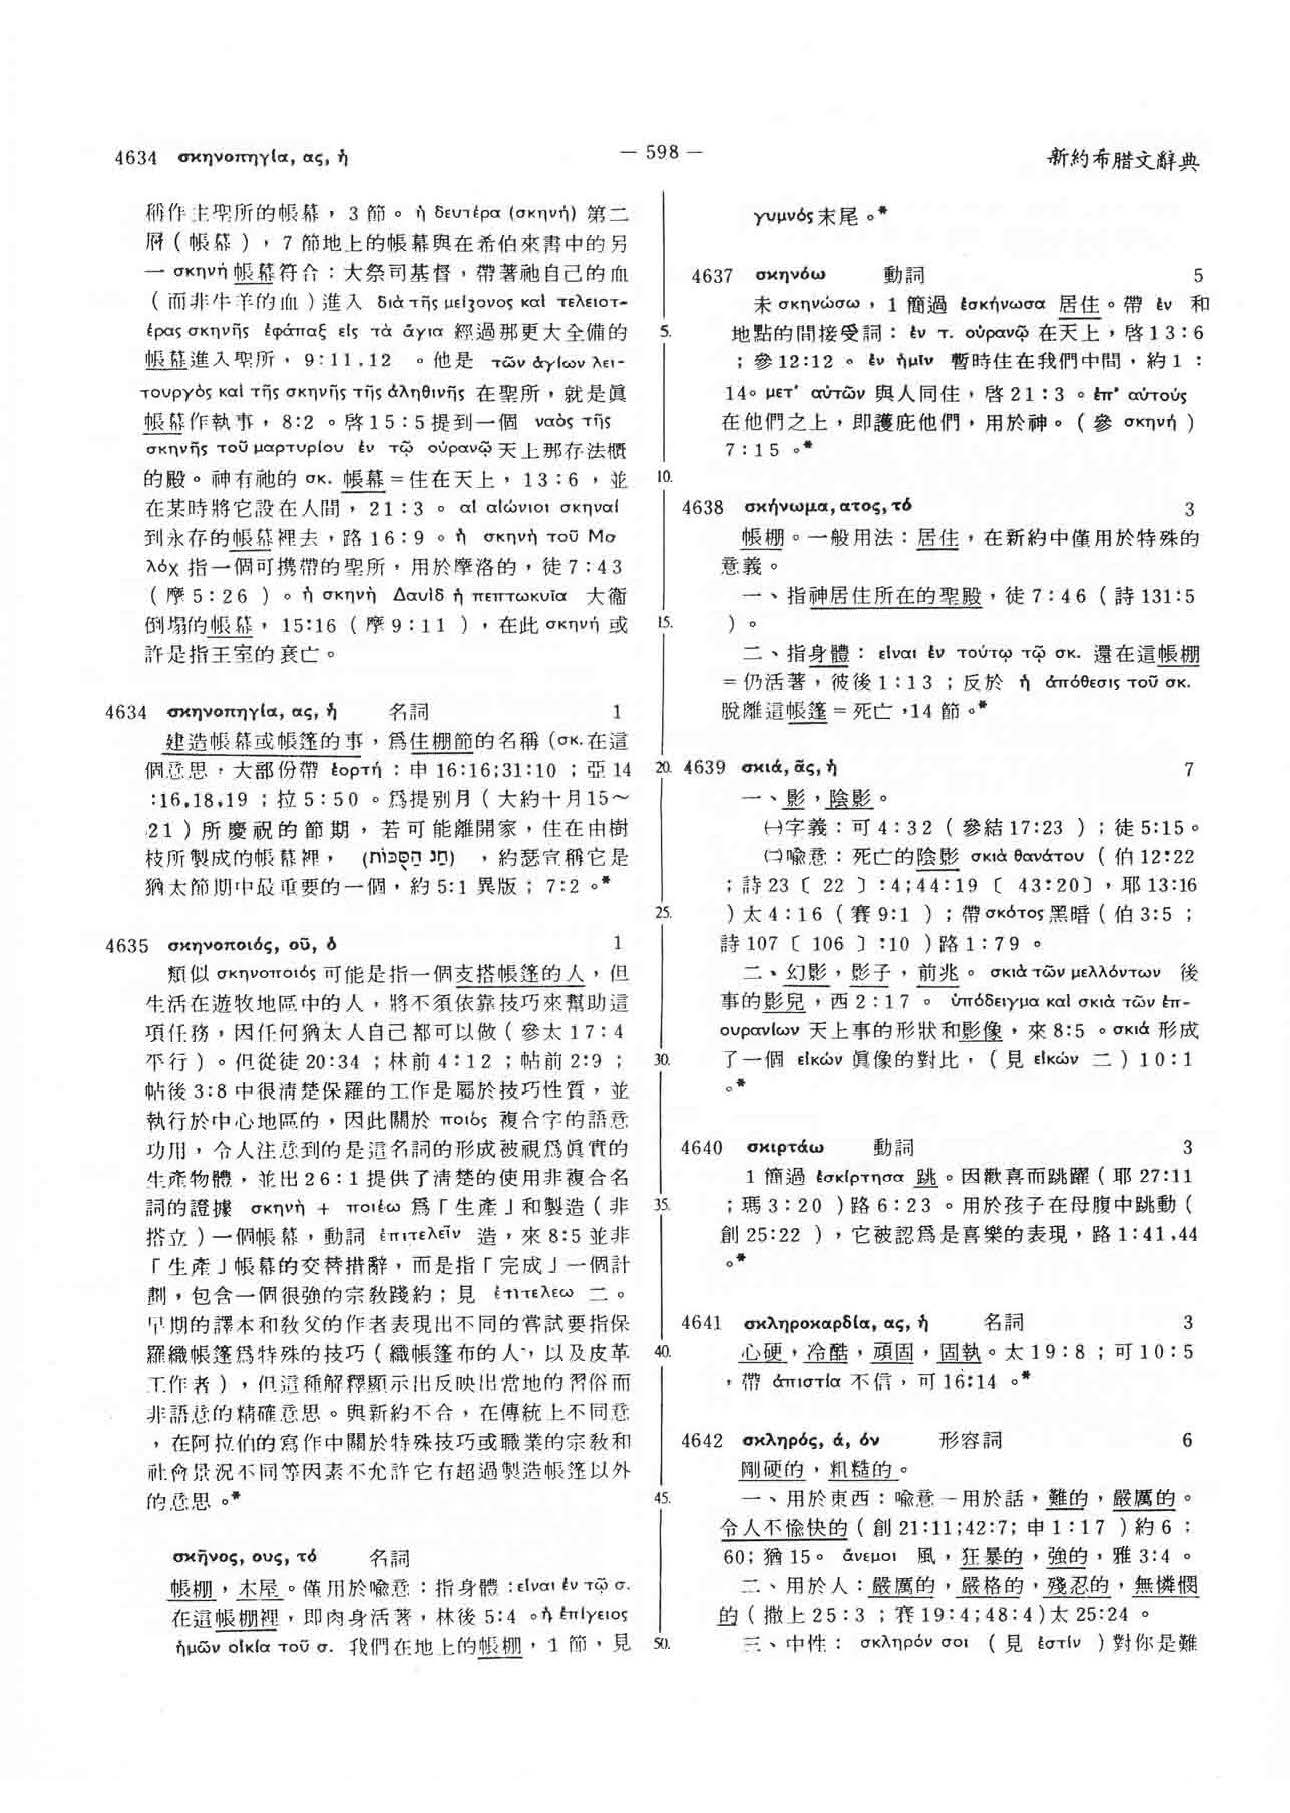 4634 σκηνοπηγία, ας, ἡ
— 598 —
新約希腊文辭典
稱作主聖所的帳幕，3 節。ἡ δευτέρα (σκηνή) 第二
層（帳幕），7 節地上的帳幕與在希伯來書中的另
一 σκηνή 帳幕符合：大祭司基督，帶著祂自己的血
（而非牛羊的血）進入 διὰ τῆς μείζονος καὶ τελειοτ-
έρας σκηνῆς ἐφάπαξ εἰς τὰ ἅγια 經過那更大全備的
帳幕進入聖所，9:11,12 。他是 τῶν ἁγίων λει-
τουργὸς καὶ τῆς σκηνῆς τῆς ἀληθινῆς 在聖所，就是眞
帳幕作執事，8:2 。啓 15:5 提到一個 ναὸς τῆς
σκηνῆς τοῦ μαρτυρίου ἐν τῷ οὐρανῷ 天上那存法櫃
的殿。神有祂的 σκ. 帳幕＝住在天上，13:6，並
在某時將它設在人間，21:3 。αἱ αἰώνιοι σκηναί
到永存的帳幕裡去，路 16:9 。ἡ σκηνὴ τοῦ Μο
λόχ 指一個可携帶的聖所，用於摩洛的，徒 7:43
（摩 5:26 ）。ἡ σκηνὴ Δαυὶδ ἡ πεπτωκυῖα 大衞
倒塌的帳幕，15:16（摩 9:11 ），在此 σκηνή 或
許是指王室的衰亡。
4634 σκηνοπηγία, ας, ἡ 名詞 1
建造帳幕或帳篷的事，爲住棚節的名稱 (σκ.在這
個意思，大部份帶 ἑορτή：申 16:16;31:10 ；亞 14
:16,18,19 ；拉 5:50 。爲提別月（大約十月15～
21 ）所慶祝的節期，若可能離開家，住在由樹
枝所製成的帳幕裡， (חַג הַסֻּכּוֹת) ，約瑟宣稱它是
猶太節期中最重要的一個，約 5:1 異版；7:2 。*
4635 σκηνοποιός, οῦ, ὁ 1
類似 σκηνοποιός 可能是指一個支搭帳篷的人，但
生活在遊牧地區中的人，將不須依靠技巧來幫助這
項任務，因任何猶太人自己都可以做（參太 17:4
平行）。但從徒 20:34 ；林前 4:12 ；帖前 2:9 ；
帖後 3:8 中很淸楚保羅的工作是屬於技巧性質，並
執行於中心地區的，因此關於 ποιός 複合字的語意
功用，令人注意到的是這名詞的形成被視爲眞實的
生產物體，並出 26:1 提供了淸楚的使用非複合名
詞的證據 σκηνὴ + ποιέω 爲「生產」和製造（非
搭立）一個帳幕，動詞 ἐπιτελεῖν 造，來 8:5 並非
「生產」帳幕的交替措辭，而是指「完成」一個計
劃，包含一個很強的宗敎踐約；見 ἐπιτελεω 二。
早期的譯本和敎父的作者表現出不同的嘗試要指保
羅織帳篷爲特殊的技巧（織帳篷布的人，以及皮革
工作者），但這種解釋顯示出反映出當地的習俗而
非語意的精確意思。與新約不合，在傳統上不同意
，在阿拉伯的寫作中關於特殊技巧或職業的宗敎和
社會景況不同等因素不允許它有超過製造帳篷以外
的意思。*
σκῆνος, ους, τό 名詞
帳棚，木屋。僅用於喩意：指身體：εἶναι ἐν τῷ σ.
在這帳棚裡，即肉身活著，林後 5:4 。ἡ ἐπίγειος
ἡμῶν οἰκία τοῦ σ. 我們在地上的帳棚，1 節，見
5.
10.
15.
20.
25.
30.
35.
40.
45.
50.
γυμνός 末尾。*
4637 σκηνόω 動詞 5
未 σκηνώσω，1 簡過 ἐσκήνωσα 居住。帶 ἐν 和
地點的間接受詞：ἐν τ. οὐρανῷ 在天上，啓13:6
；參 12:12 。ἐν ἡμῖν 暫時住在我們中間，約 1 :
14。μετ᾽ αὐτῶν 與人同住，啓 21:3 。ἐπ᾽ αὐτούς
在他們之上，即護庇他們，用於神。（參 σκηνή ）
7:15 。*
4638 σκήνωμα, ατος, τό 3
帳棚。一般用法：居住，在新約中僅用於特殊的
意義。
一、指神居住所在的聖殿，徒 7:46（詩 131:5
）。
二、指身體：εἶναι ἐν τούτῳ τῷ σκ. 還在這帳棚
＝仍活著，彼後 1:13 ；反於 ἡ ἀπόθεσις τοῦ σκ.
脫離這帳篷＝死亡，14 節。*
4639 σκιά, ᾶς, ἡ 7
一、影，陰影。
㈠字義：可 4:32（參結 17:23 ）；徒 5:15。
㈡喩意：死亡的陰影 σκιὰ θανάτου（伯 12:22
；詩 23〔 22 〕:4;44:19〔 43:20〕，耶 13:16
）太 4:16（賽 9:1 ）；帶 σκότος 黑暗（伯 3:5 ；
詩 107〔 106 〕:10 ）路 1:79 。
二、幻影，影子，前兆。σκιὰ τῶν μελλόντων 後
事的影兒，西 2:17 。ὑπόδειγμα καὶ σκιὰ τῶν ἐπ-
ουρανίων 天上事的形狀和影像，來 8:5 。σκιά 形成
了一個 εἰκών 眞像的對比，（見 εἰκών 二）10:1
。*
4640 σκιρτάω 動詞 3
1 簡過 ἐσκίρτησα 跳。因歡喜而跳躍（耶 27:11
；瑪 3:20 ）路 6:23 。用於孩子在母腹中跳動（
創 25:22 ），它被認爲是喜樂的表現，路 1:41,44
。*
4641 σκληροκαρδία, ας, ἡ 名詞 3
心硬，冷酷，頑固，固執。太 19:8 ；可 10:5
，帶 ἀπιστία 不信，可 16:14 。*
4642 σκληρός, ά, όν 形容詞 6
剛硬的，粗糙的。
一、用於東西：喩意－用於話，難的，嚴厲的。
令人不愉快的（創 21:11;42:7; 申 1:17 ）約 6 :
60; 猶 15。ἄνεμοι 風，狂暴的，強的，雅 3:4 。
二、用於人：嚴厲的，嚴格的，殘忍的，無憐憫
的（撒上 25:3 ；賽 19:4;48:4)太 25:24 。
三、中性：σκληρόν σοι （見 ἐστίν ）對你是難